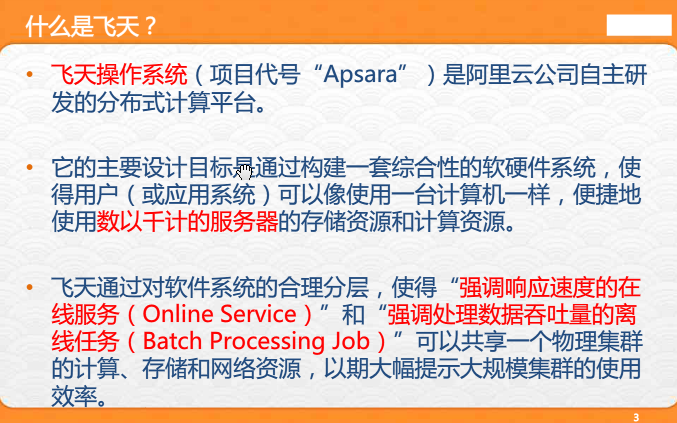 什么是飞天？
• 飞天操作系统（项目代号“Apsara”）是阿里云公司自主研
发的分布式计算平台。
• 它的主要设计目标是通过构建一套综合性的软硬件系统，使
得用户（或应用系统）可以像使用一台计算机一样，便捷地
使用数以千计的服务器的存储资源和计算资源。
• 飞天通过对软件系统的合理分层，使得“强调响应速度的在
线服务（Online Service）”和“强调处理数据吞吐量的离
线任务（Batch Processing Job）”可以共享一个物理集群
的计算、存储和网络资源，以期大幅提示大规模集群的使用
效率。
3